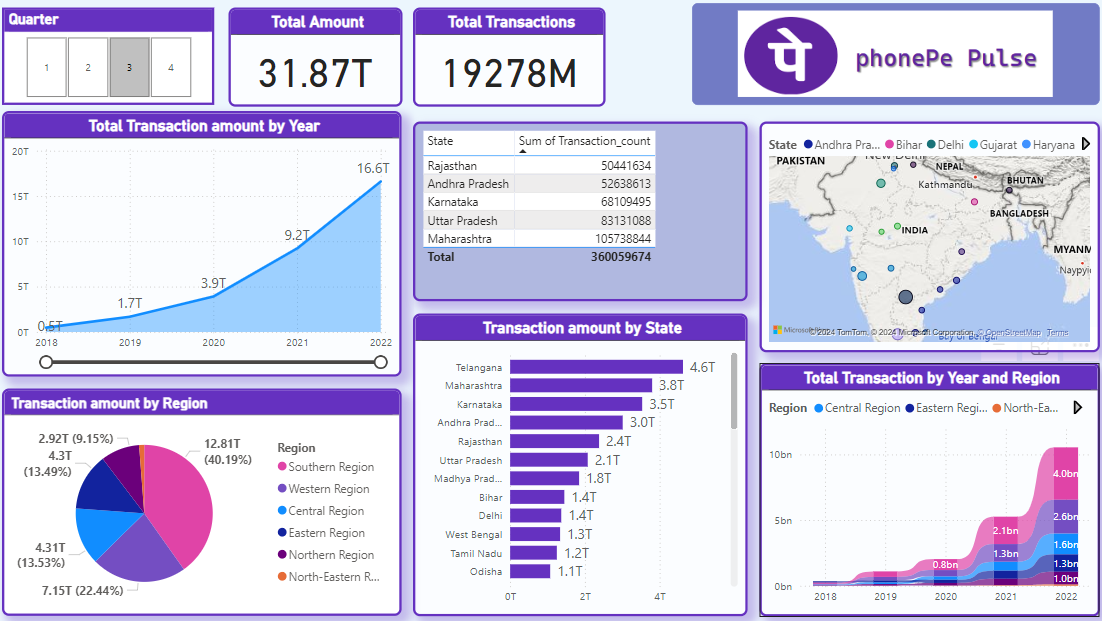 Quarter
1 2 3 4
Total Amount
31.87T
Total Transactions
19278M
पे phonePe Pulse
Total Transaction amount by Year
20T
15T
10T
5T
0T
0.5T
1.7T
3.9T
9.2T
16.6T
2018 2019 2020 2021 2022
State Sum of Transaction_count
Rajasthan 50441634
Andhra Pradesh 52638613
Karnataka 68109495
Uttar Pradesh 83131088
Maharashtra 105738844
Total 360059674
State Andhra Pra... Bihar Delhi Gujarat Haryana
PAKISTAN
New Delhi
NEPAL
Kathmandu
BHUTAN
BANGLADESH
INDIA
MYANM
Naypyi
Bay of Bengal
Microsoft
© 2024 TomTom, © 2024 Microsoft Corporation, © OpenStreetMap Terms
Transaction amount by Region
2.92T (9.15%)
4.3T
(13.49%)
4.31T
(13.53%)
7.15T (22.44%)
12.81T
(40.19%)
Region
Southern Region
Western Region
Central Region
Eastern Region
Northern Region
North-Eastern R...
Transaction amount by State
Telangana 4.6T
Maharashtra 3.8T
Karnataka 3.5T
Andhra Prad... 3.0T
Rajasthan 2.4T
Uttar Pradesh 2.1T
Madhya Prad... 1.8T
Bihar 1.4T
Delhi 1.4T
West Bengal 1.3T
Tamil Nadu 1.2T
Odisha 1.1T
0T 2T 4T
Total Transaction by Year and Region
Region Central Region Eastern Regi... North-Ea...
10bn
5bn
0bn
0.8bn
2.1bn
1.3bn
4.0bn
2.6bn
1.6bn
1.3bn
1.0bn
2018 2019 2020 2021 2022